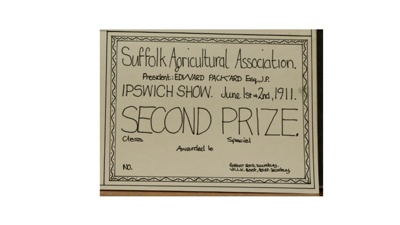 Suffolk Agricultural Association.
President: EDWARD PACKARD Esq. J.P.
IPSWICH SHOW. June 1st & 2nd, 1911.
SECOND PRIZE.
Class Special
Awarded to
No.